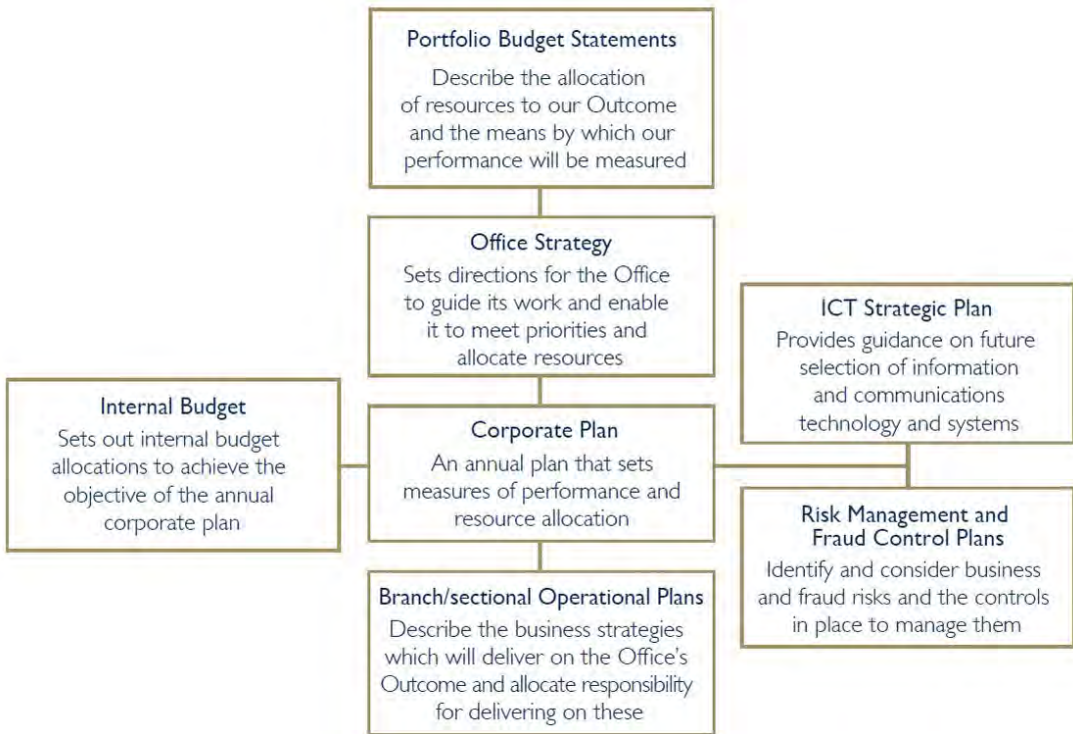 Portfolio Budget Statements
Describe the allocation
of resources to our Outcome
and the means by which our
performance will be measured
Office Strategy
Sets directions for the Office
to guide its work and enable
it to meet priorities and
allocate resources
ICT Strategic Plan
Provides guidance on future
selection of information
and communications
technology and systems
Internal Budget
Sets out internal budget
allocations to achieve the
objective of the annual
corporate plan
Corporate Plan
An annual plan that sets
measures of performance and
resource allocation
Risk Management and
Fraud Control Plans
Identify and consider business
and fraud risks and the controls
in place to manage them
Branch/sectional Operational Plans
Describe the business strategies
which will deliver on the Office's
Outcome and allocate responsibility
for delivering on these